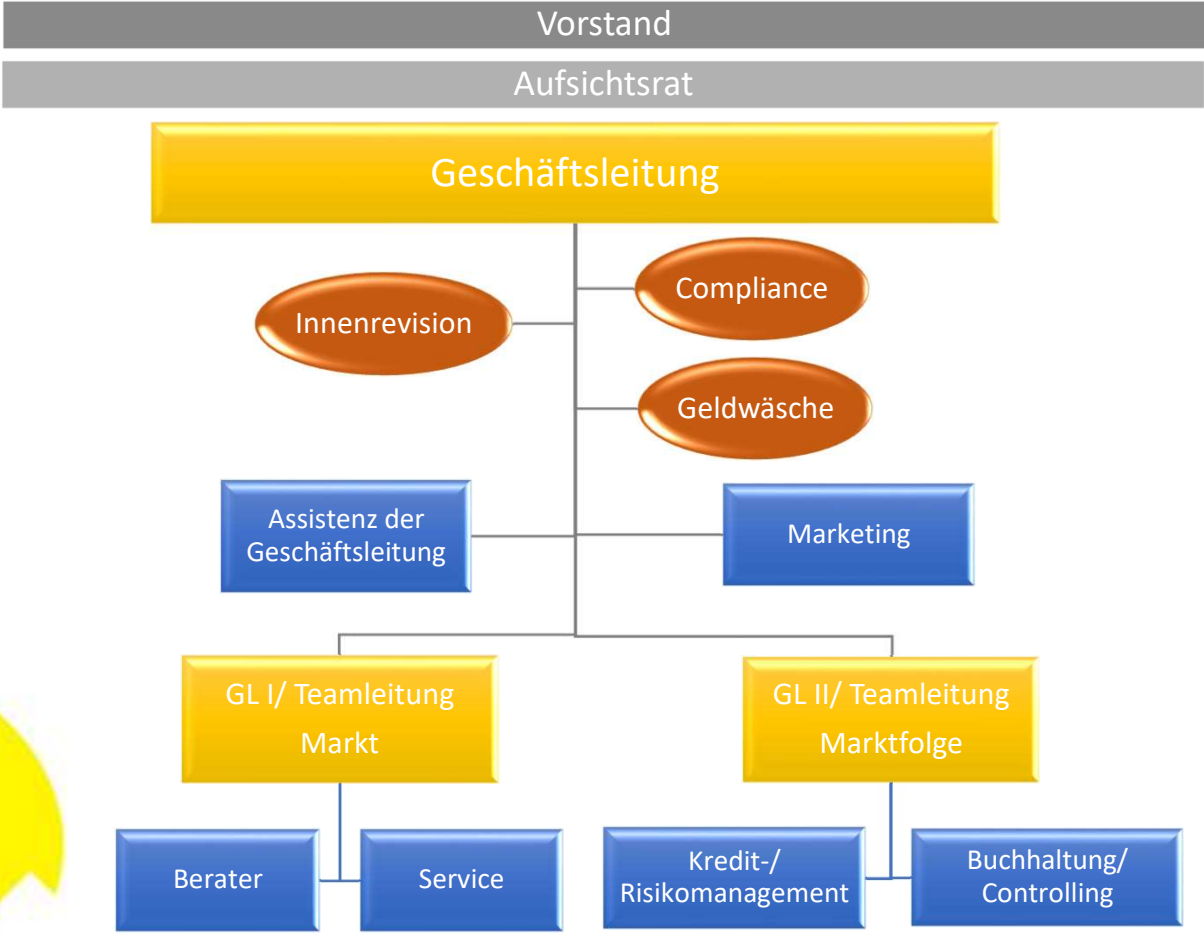 Vorstand
Aufsichtsrat
Geschäftsleitung
Compliance
Innenrevision
Geldwäsche
Assistenz der
Geschäftsleitung
Marketing
GL I/ Teamleitung
Markt
GL II/ Teamleitung
Marktfolge
Berater
Service
Kredit-/
Risikomanagement
Buchhaltung/
Controlling